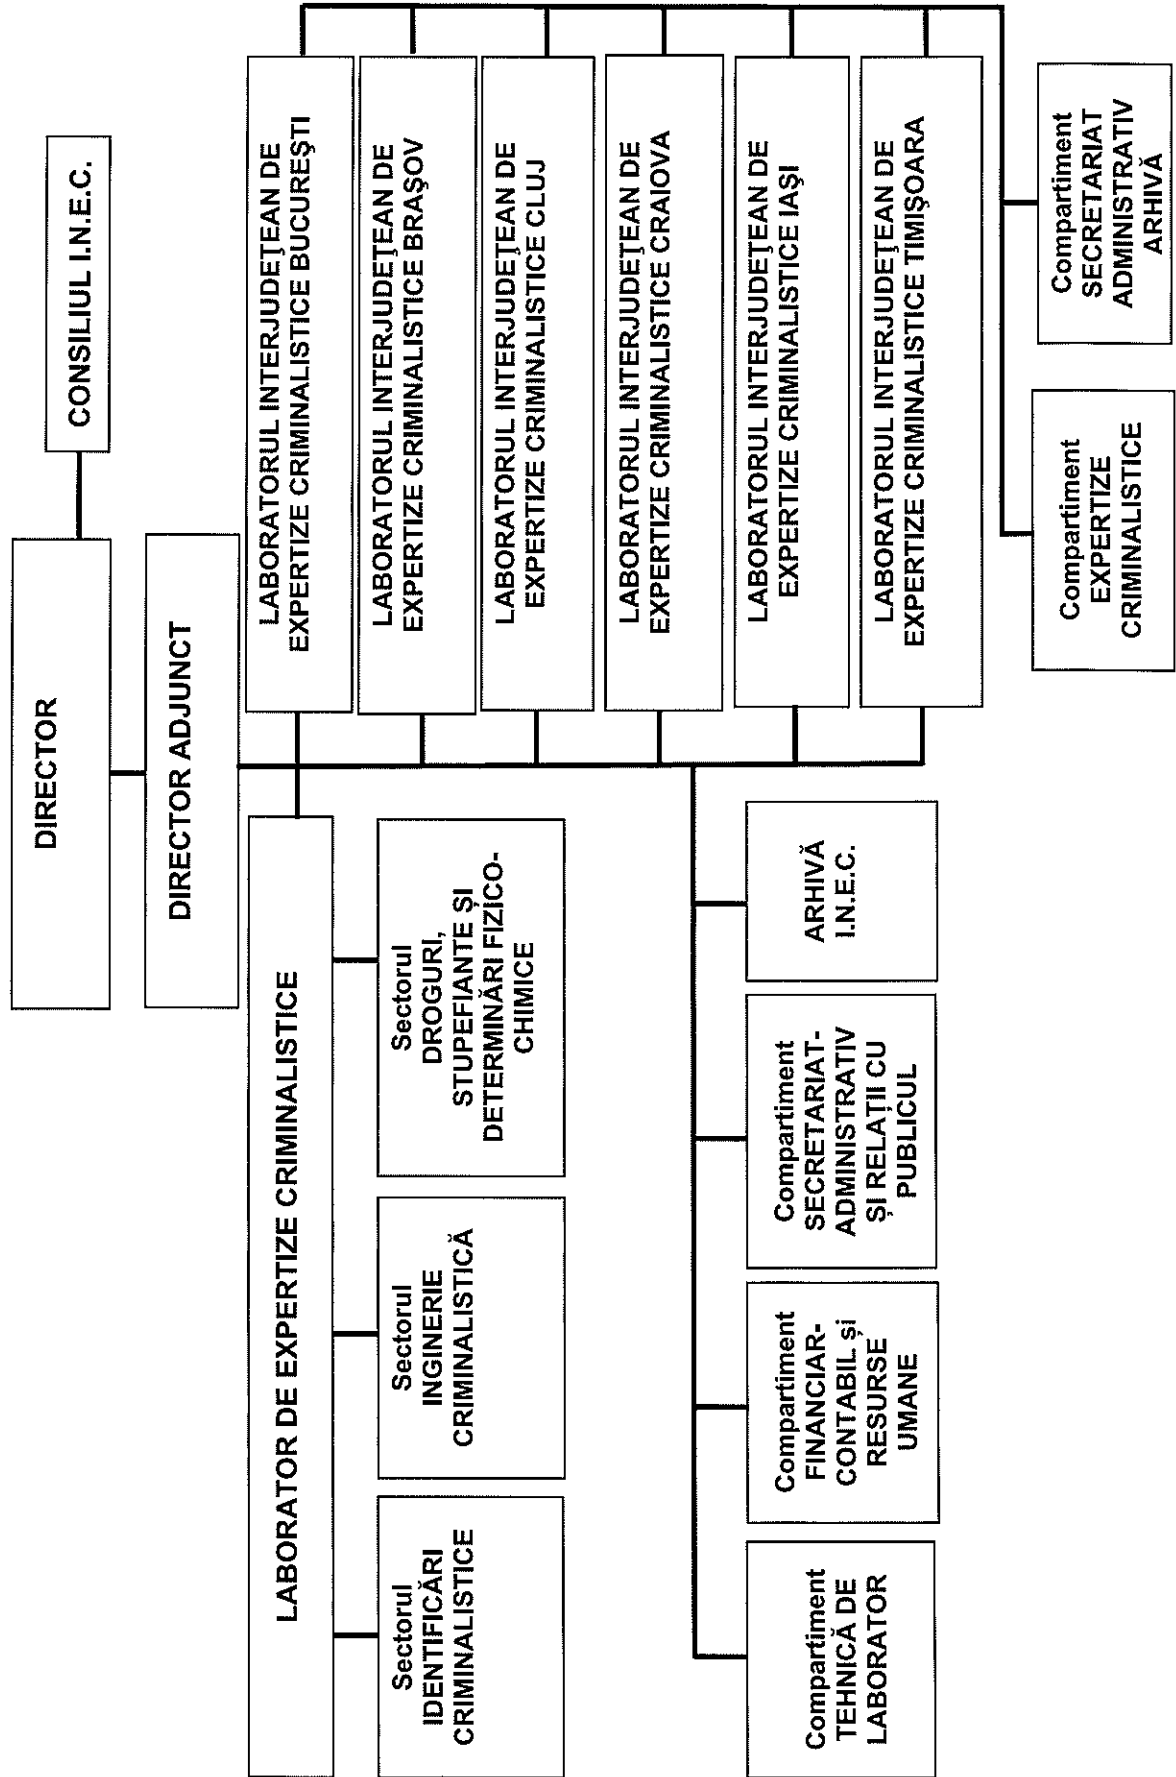 DIRECTOR
CONSILIUL I.N.E.C.
DIRECTOR ADJUNCT
LABORATOR DE EXPERTIZE CRIMINALISTICE
Sectorul
IDENTIFICĂRI
CRIMINALISTICE
Sectorul
INGINERIE
CRIMINALISTICĂ
Sectorul
DROGURI,
STUPEFIANTE ȘI
DETERMINĂRI FIZICO-
CHIMICE
LABORATORUL INTERJUDEŢEAN DE
EXPERTIZE CRIMINALISTICE BUCUREŞTI
LABORATORUL INTERJUDEŢEAN DE
EXPERTIZE CRIMINALISTICE BRAŞOV
LABORATORUL INTERJUDEŢEAN DE
EXPERTIZE CRIMINALISTICE CLUJ
LABORATORUL INTERJUDEŢEAN DE
EXPERTIZE CRIMINALISTICE CRAIOVA
LABORATORUL INTERJUDEŢEAN DE
EXPERTIZE CRIMINALISTICE IAŞI
LABORATORUL INTERJUDEŢEAN DE
EXPERTIZE CRIMINALISTICE TIMIŞOARA
Compartiment
TEHNICĂ DE
LABORATOR
Compartiment
FINANCIAR-
CONTABIL și
RESURSE
UMANE
Compartiment
SECRETARIAT-
ADMINISTRATIV
ȘI RELAȚII CU
PUBLICUL
ARHIVĂ
I.N.E.C.
Compartiment
EXPERTIZE
CRIMINALISTICE
Compartiment
SECRETARIAT
ADMINISTRATIV
ARHIVĂ